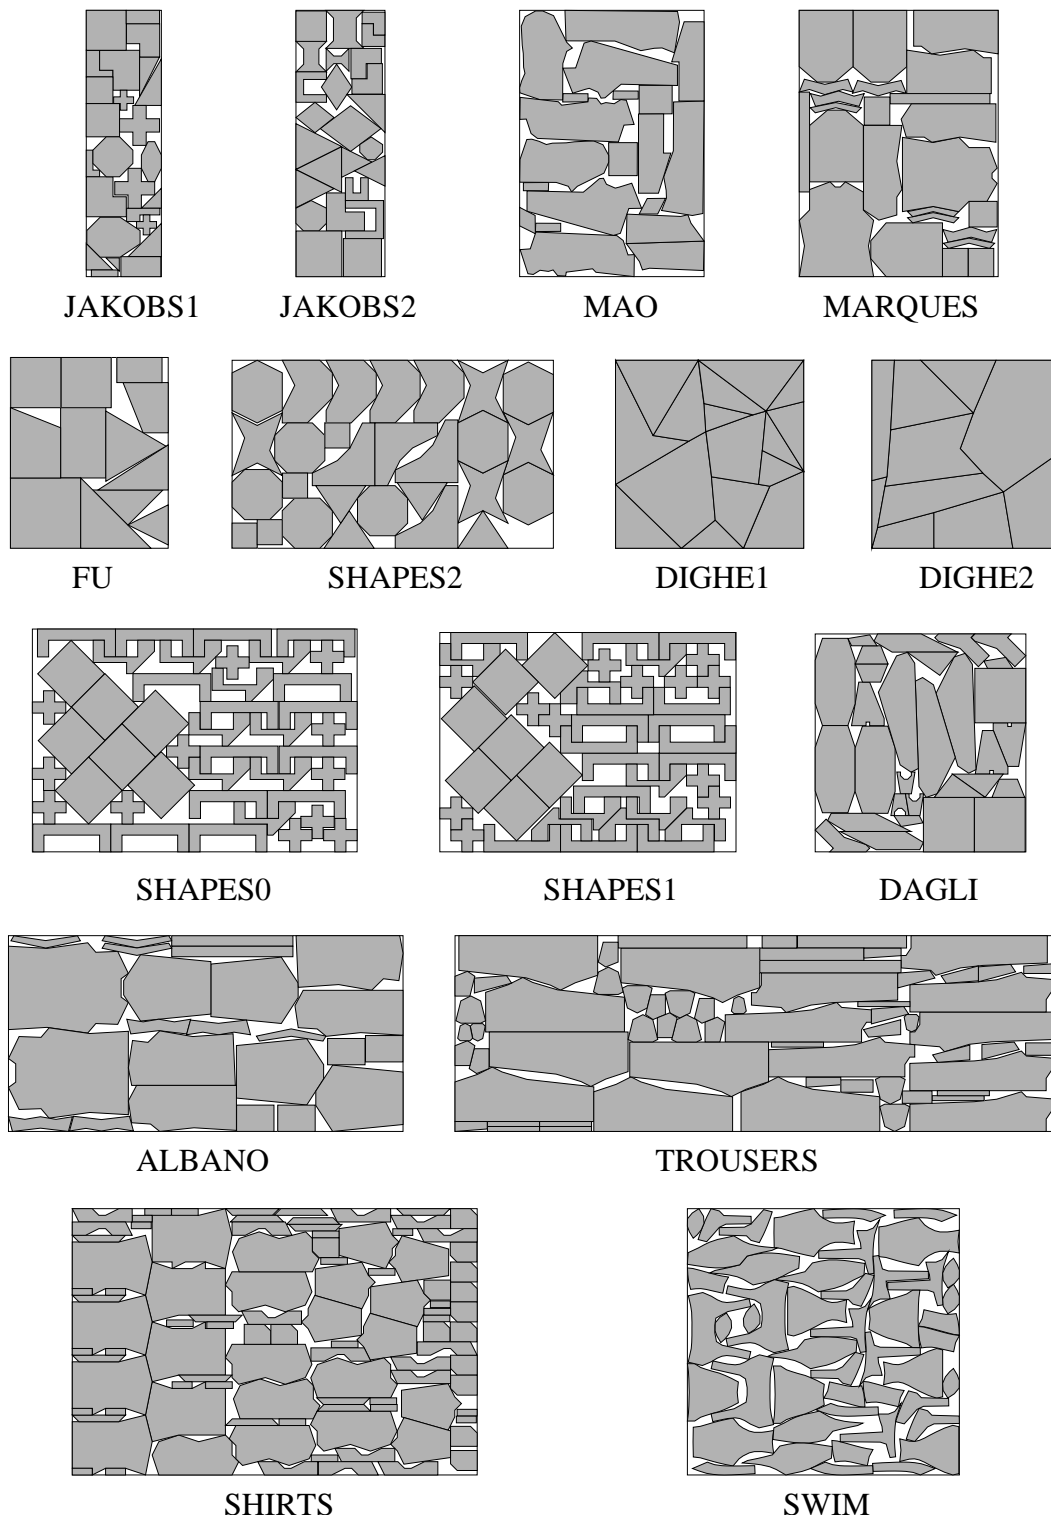 JAKOBS1 JAKOBS2 MAO MARQUES
FU SHAPES2 DIGHE1 DIGHE2
SHAPES0 SHAPES1 DAGLI
ALBANO TROUSERS
SHIRTS SWIM